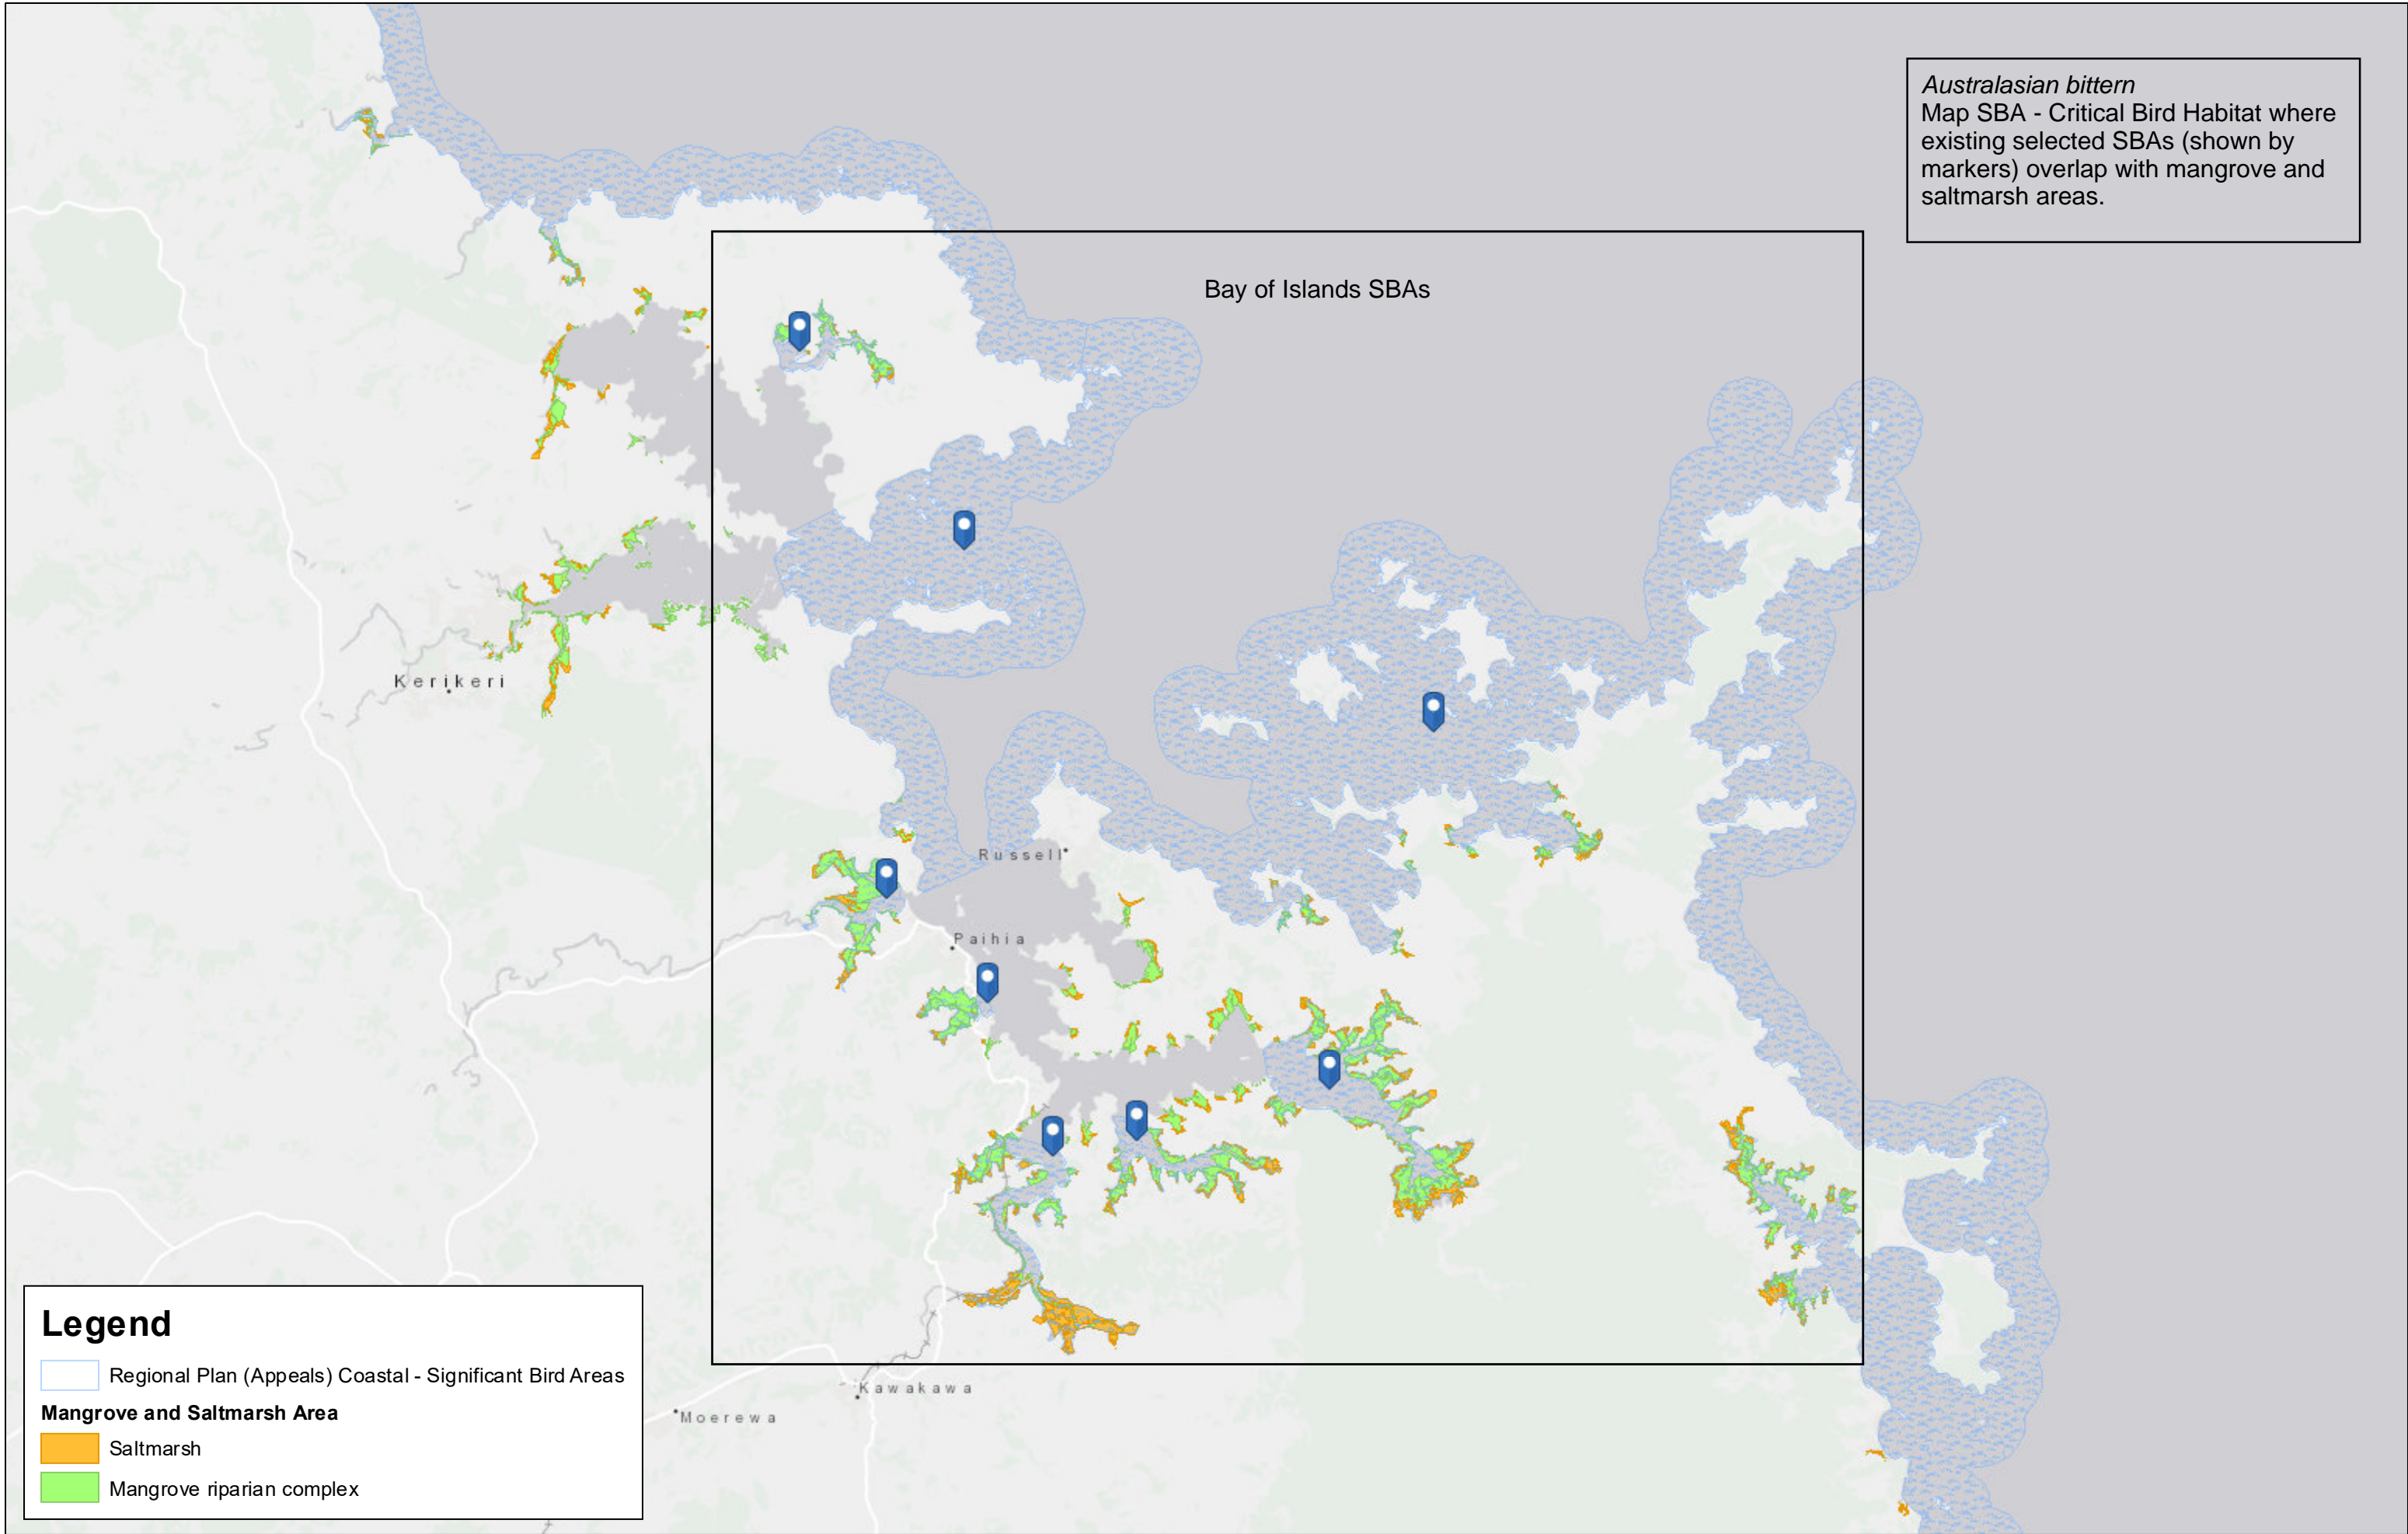 Australasian bittern
Map SBA - Critical Bird Habitat where
existing selected SBAs (shown by
markers) overlap with mangrove and
saltmarsh areas.
Bay of Islands SBAs
Kerikeri
Russell
Paihia
Kawakawa
Moerewa
Legend
Regional Plan (Appeals) Coastal - Significant Bird Areas
Mangrove and Saltmarsh Area
Saltmarsh
Mangrove riparian complex